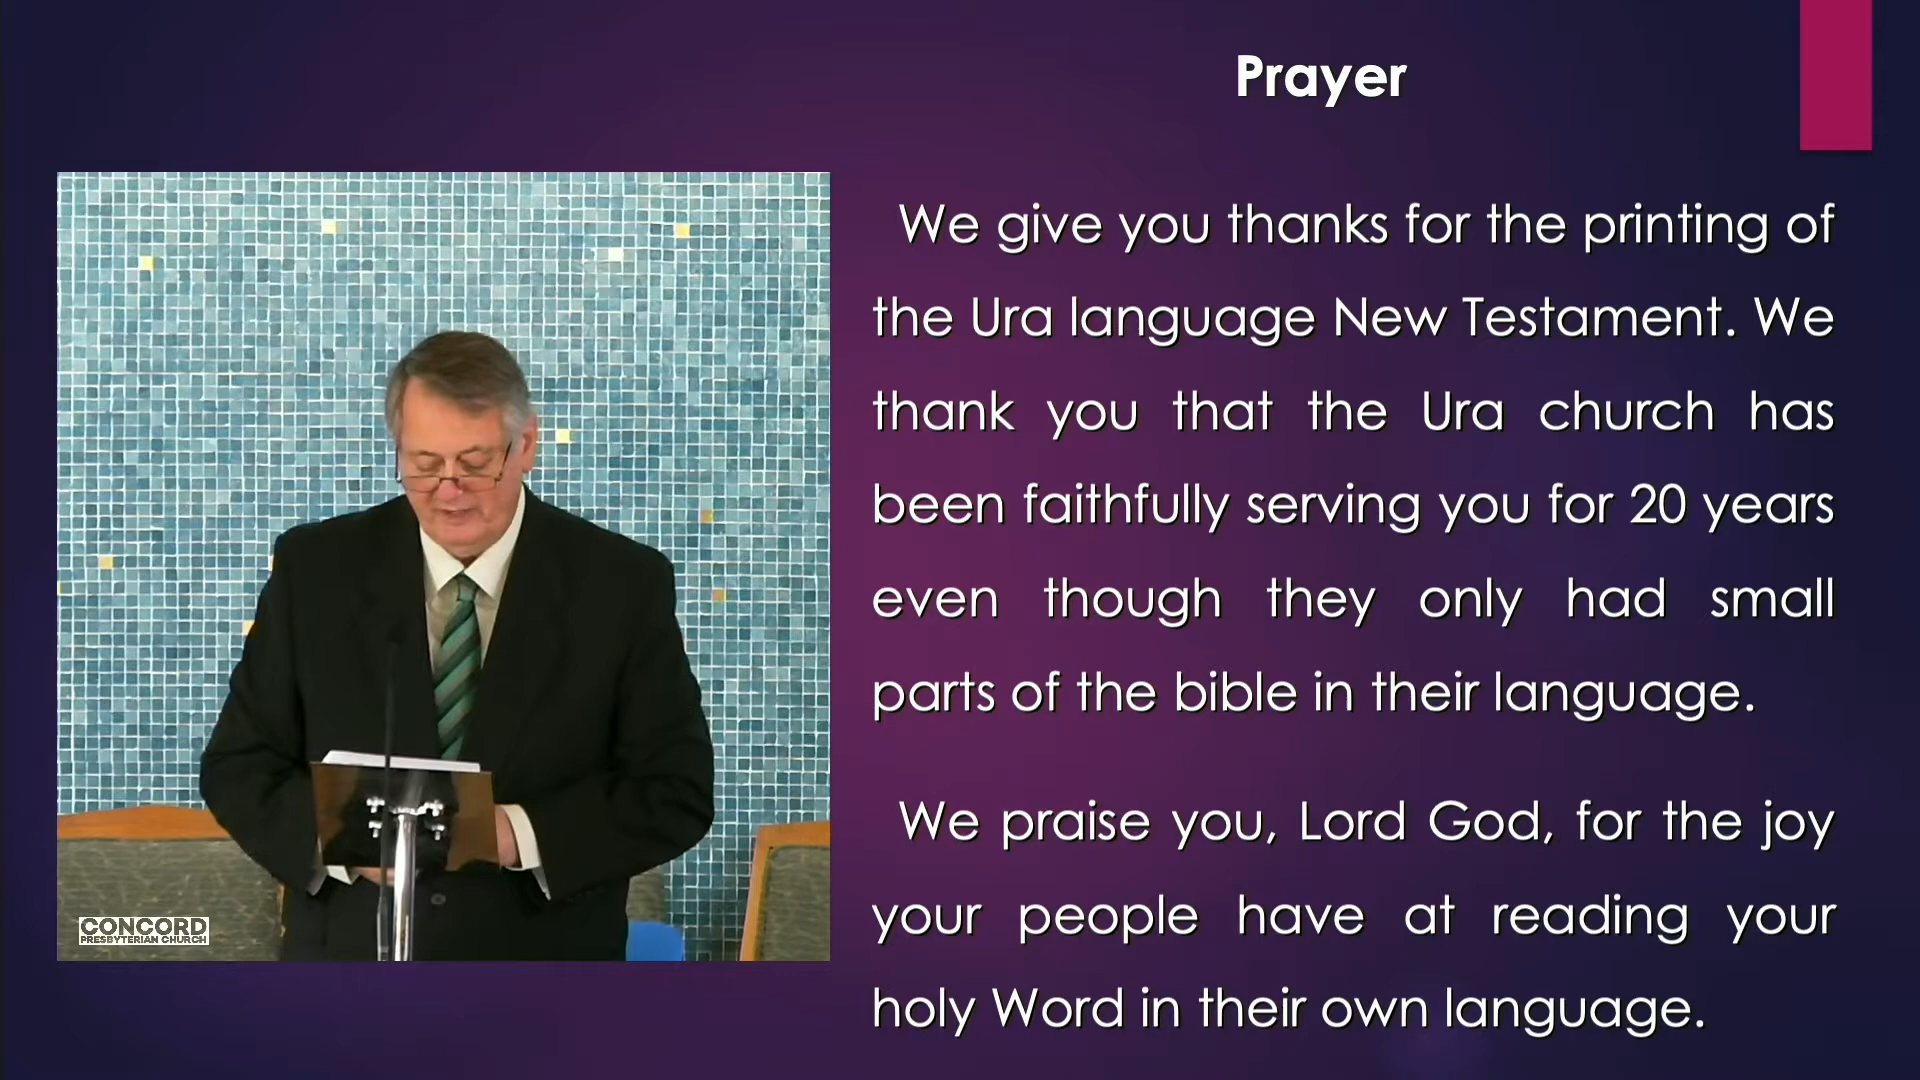 Prayer
We give you thanks for the printing of
the Ura language New Testament. We
thank you that the Ura church has
been faithfully serving you for 20 years
even though they only had small
parts of the bible in their language.
We praise you, Lord God, for the joy
your people have at reading your
holy Word in their own language.
CONCORD
PRESBYTERIAN CHURCH